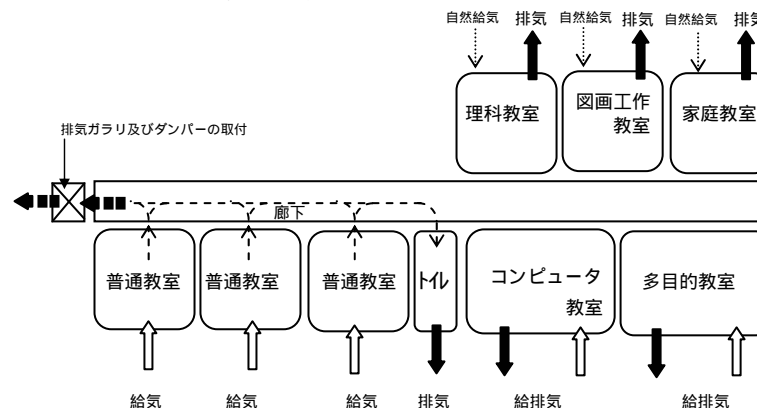 自然給気 排気 自然給気 排気 自然給気 排気
理科教室
図画工作
教室
家庭教室
排気ガラリ及びダンパーの取付
廊下
普通教室 普通教室 普通教室 トイレ
コンピュータ
教室
多目的教室
給気 給気 給気 排気 給排気 給排気